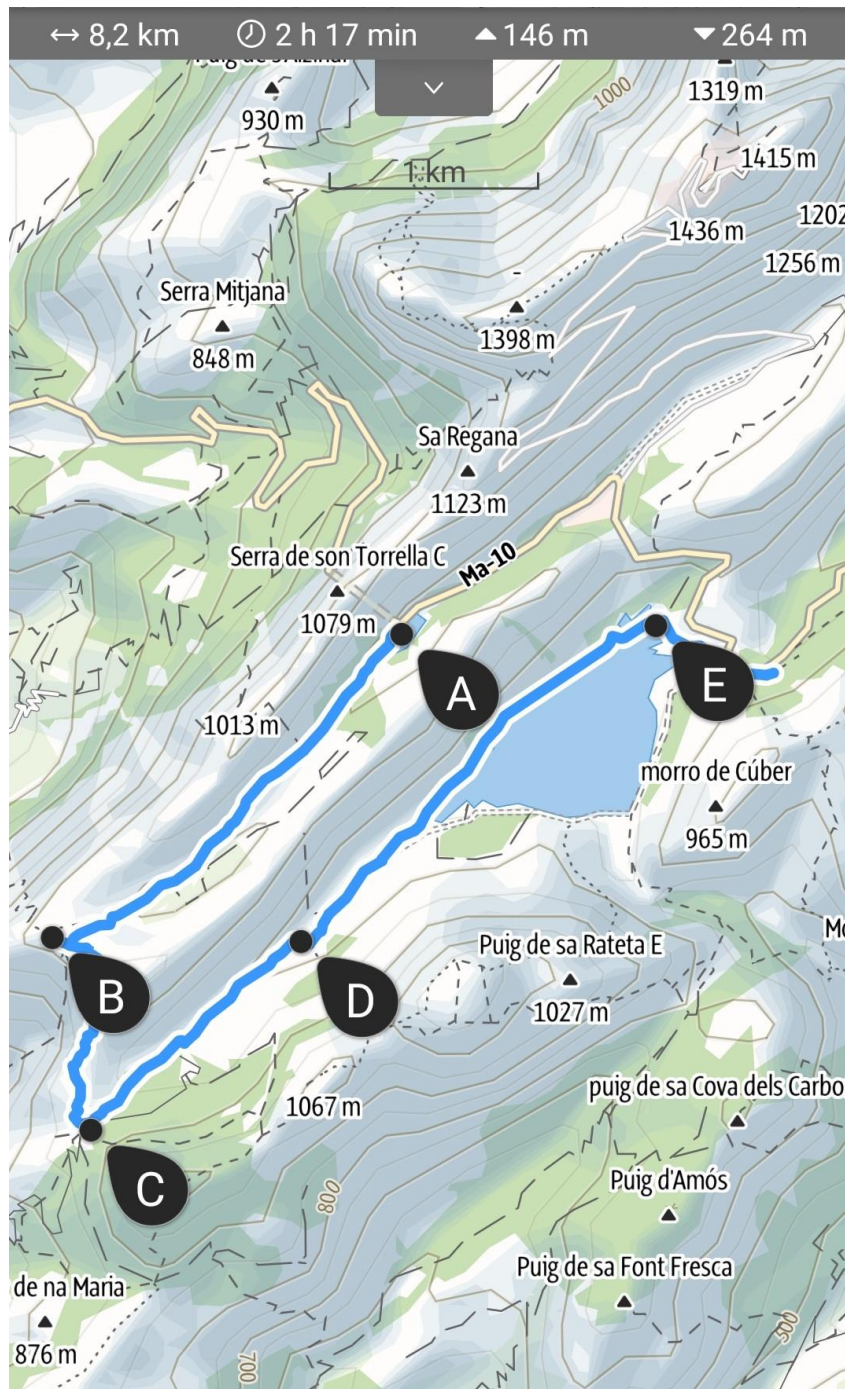 8,2 km 2 h 17 min 146 m 264 m
930 m
1000
1319 m
1 km
1415 m
1436 m
1202
1256 m
Serra Mitjana
848 m
-
1398 m
Sa Regana
1123 m
Ma-10
Serra de son Torrella C
1079 m
A
E
1013 m
morro de Cúber
965 m
B
D
Puig de sa Rateta E
1027 m
Mo
1067 m
puig de sa Cova dels Carbo
C
Puig d'Amós
800
Puig de sa Font Fresca
de na Maria
876 m
700
500